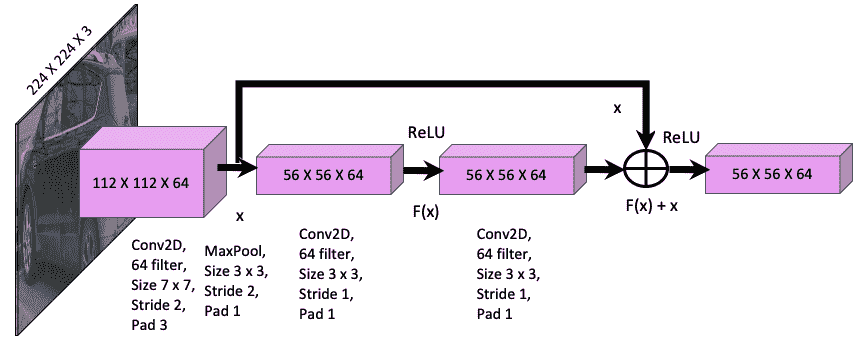 224 X 224 X 3
x
ReLU
ReLU
112 X 112 X 64
56 X 56 X 64
56 X 56 X 64
56 X 56 X 64
x
F(x)
F(x) + x
Conv2D,
64 filter,
Size 7 x 7,
Stride 2,
Pad 3
MaxPool,
Size 3 x 3,
Stride 2,
Pad 1
Conv2D,
64 filter,
Size 3 x 3,
Stride 1,
Pad 1
Conv2D,
64 filter,
Size 3 x 3,
Stride 1,
Pad 1